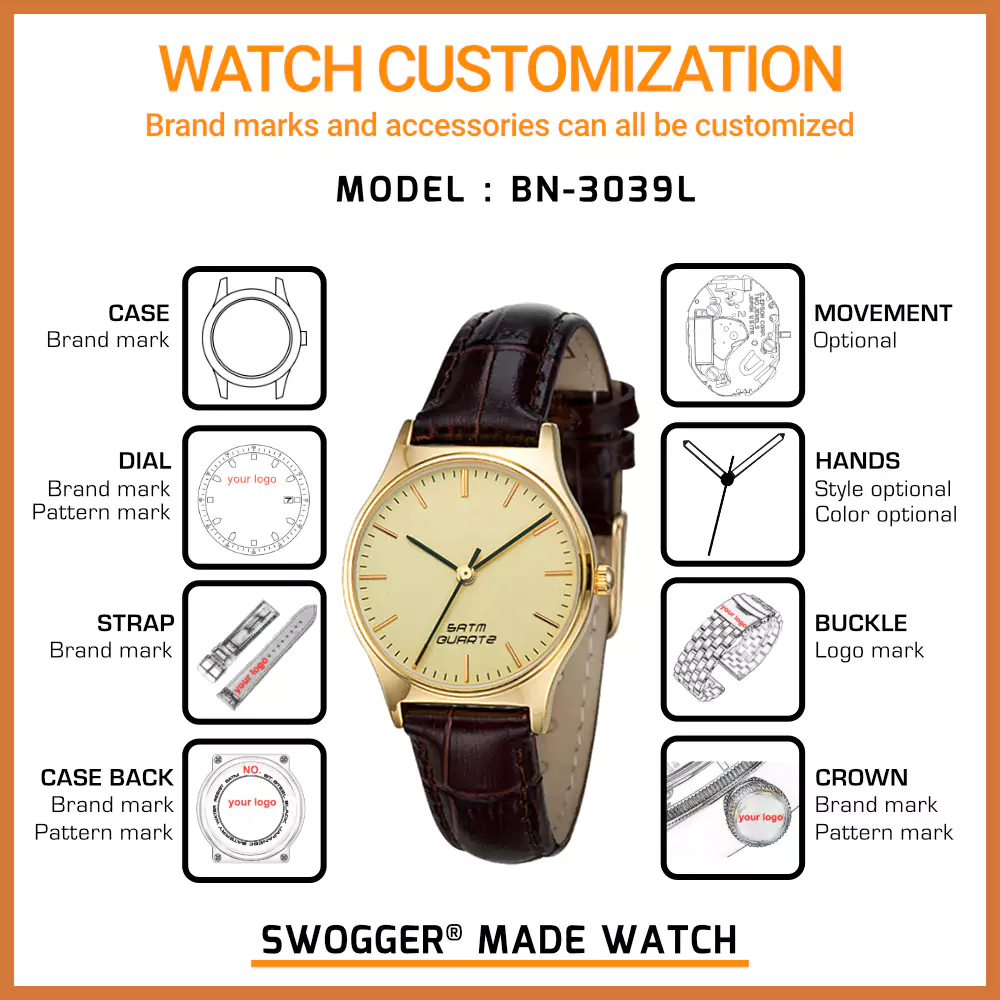 WATCH CUSTOMIZATION
Brand marks and accessories can all be customized
MODEL : BN-3039L
CASE
Brand mark
DIAL
Brand mark
Pattern mark
your logo
7
STRAP
Brand mark
your logo
CASE BACK
Brand mark
Pattern mark
NO.
your logo
5ATM
QUARTZ
MOVEMENT
Optional
HANDS
Style optional
Color optional
BUCKLE
Logo mark
your logo
CROWN
Brand mark
Pattern mark
your logo
SWOGGER® MADE WATCH